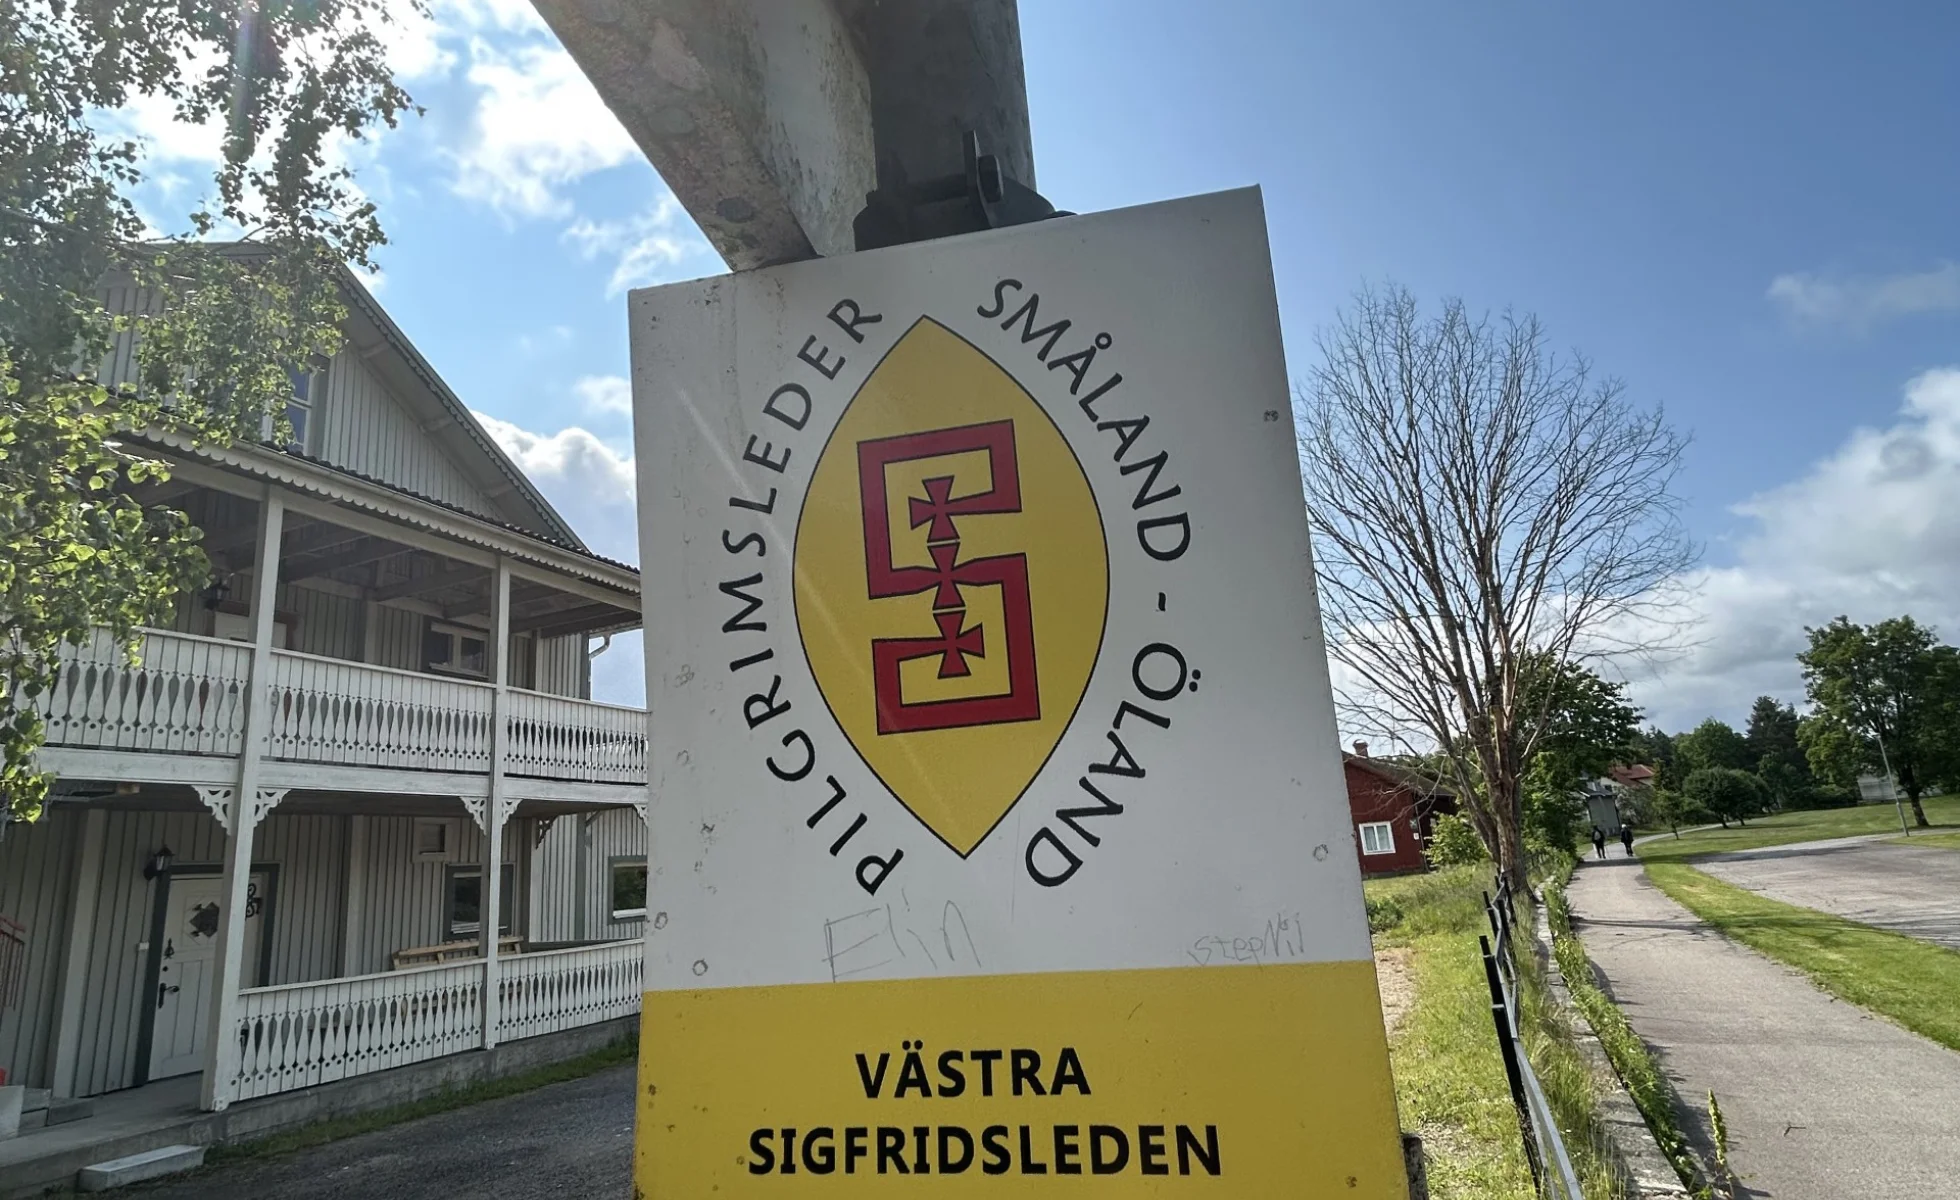 PILGRIMSLEDER
SMÅLAND - ÖLAND
Elin
VÄSTRA
SIGFRIDSLEDEN